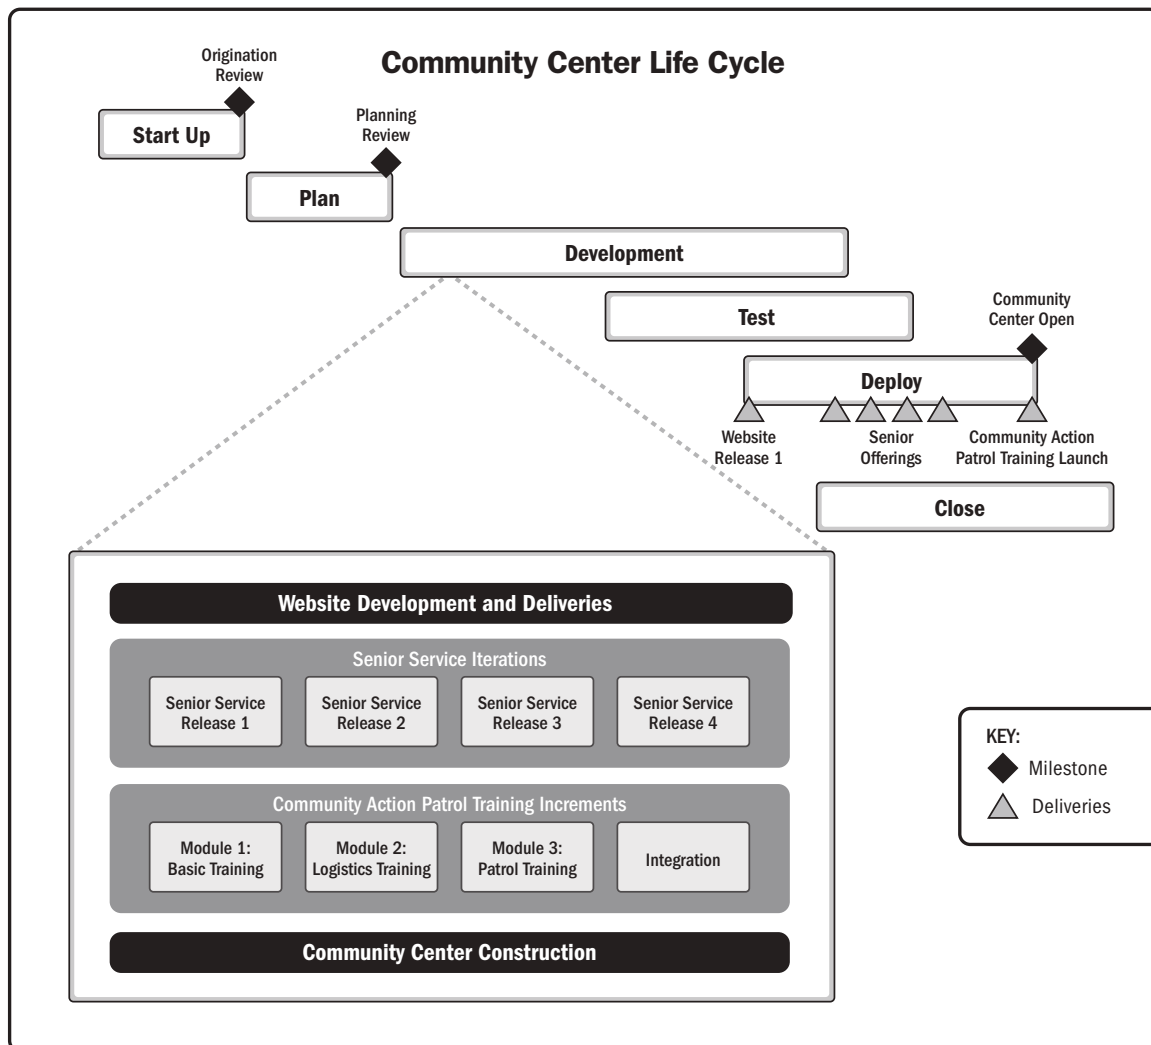 Community Center Life Cycle
Origination
Review
Start Up
Planning
Review
Plan
Development
Test
Community
Center Open
Deploy
Website
Release 1
Senior
Offerings
Community Action
Patrol Training Launch
Close
Website Development and Deliveries
Senior Service Iterations
Senior Service
Release 1
Senior Service
Release 2
Senior Service
Release 3
Senior Service
Release 4
Community Action Patrol Training Increments
Module 1:
Basic Training
Module 2:
Logistics Training
Module 3:
Patrol Training
Integration
Community Center Construction
KEY:
Milestone
Deliveries